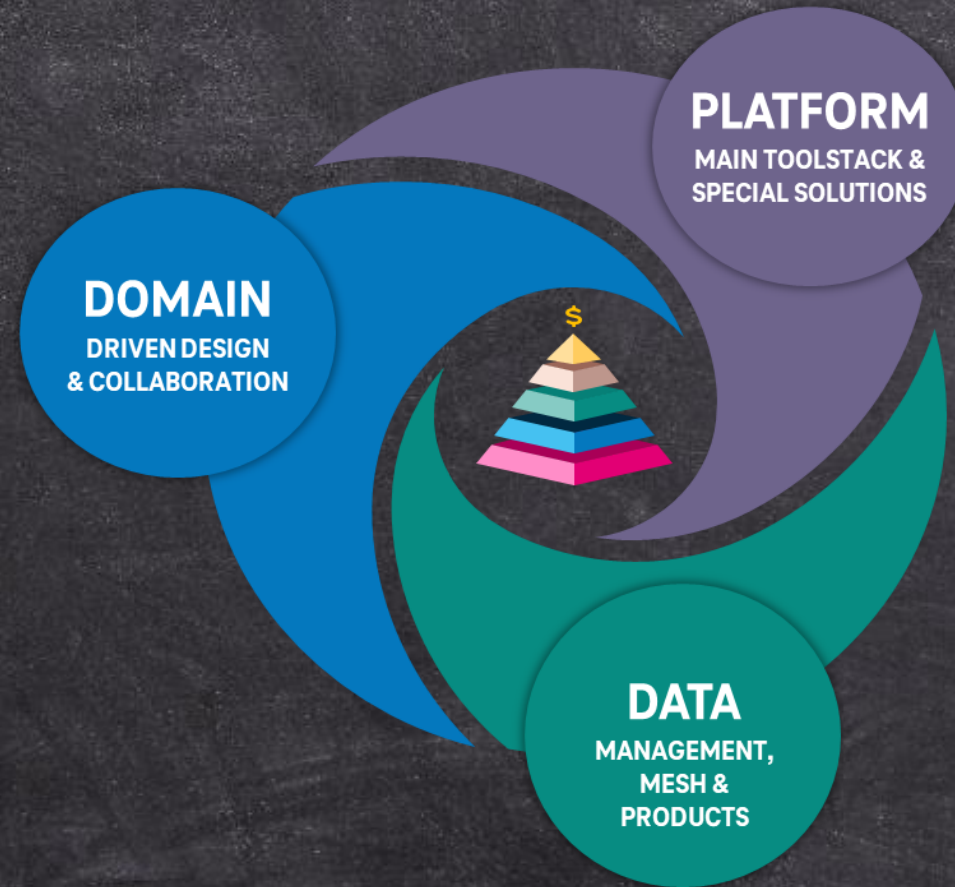 PLATFORM
MAIN TOOLSTACK &
SPECIAL SOLUTIONS
DOMAIN
DRIVEN DESIGN
& COLLABORATION
$
DATA
MANAGEMENT,
MESH &
PRODUCTS